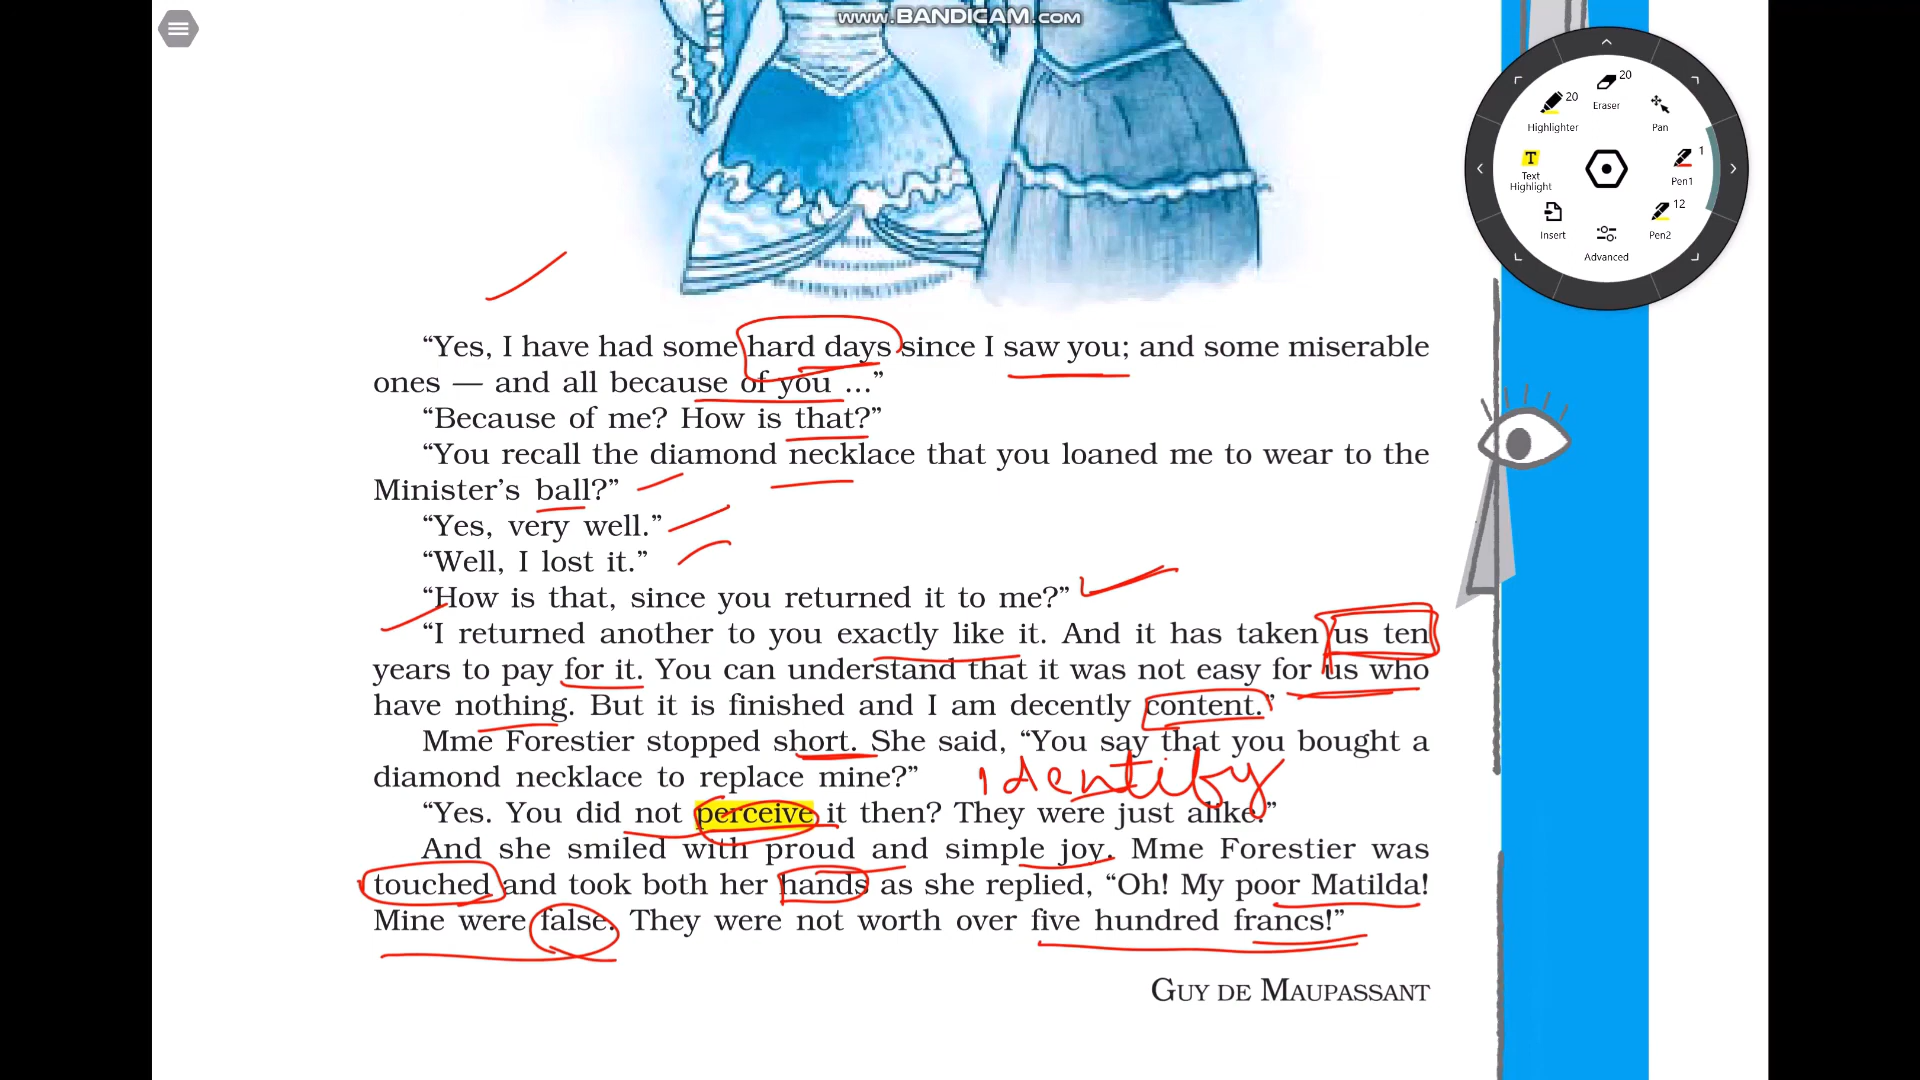 www.BANDICAM.com
20
Eraser
20
Highlighter
Pan
T
Text
Highlight
1
Pen1
Insert
12
Pen2
Advanced
“Yes, I have had some hard days since I saw you; and some miserable
ones — and all because of you ...”
“Because of me? How is that?”
“You recall the diamond necklace that you loaned me to wear to the
Minister’s ball?”
“Yes, very well.”
“Well, I lost it.”
“How is that, since you returned it to me?”
“I returned another to you exactly like it. And it has taken us ten
years to pay for it. You can understand that it was not easy for us who
have nothing. But it is finished and I am decently content.”
Mme Forestier stopped short. She said, “You say that you bought a
diamond necklace to replace mine?”
identify
“Yes. You did not perceive it then? They were just alike.”
And she smiled with proud and simple joy. Mme Forestier was
touched and took both her hands as she replied, “Oh! My poor Matilda!
Mine were false. They were not worth over five hundred francs!”
GUY DE MAUPASSANT